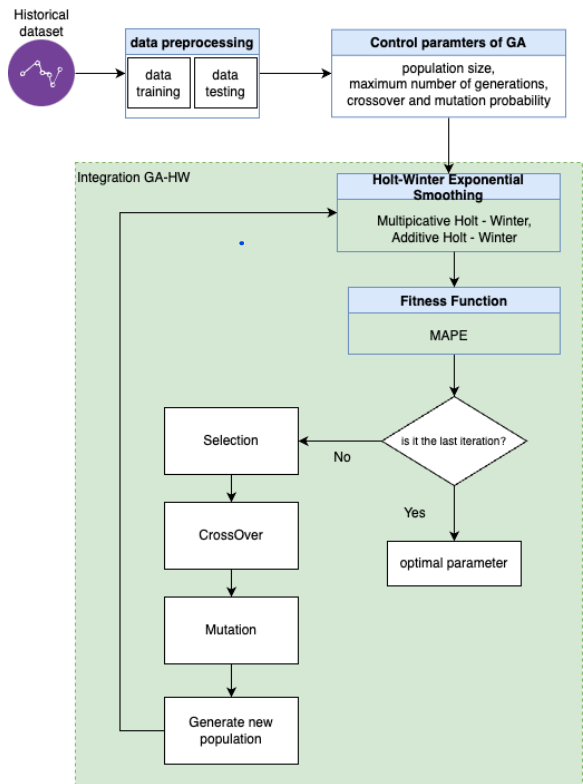 Historical
dataset
data preprocessing
data
training
data
testing
Control paramters of GA
population size,
maximum number of generations,
crossover and mutation probability
Integration GA-HW
Holt-Winter Exponential
Smoothing
Multipicative Holt - Winter,
Additive Holt - Winter
Fitness Function
MAPE
is it the last iteration?
No
Yes
Selection
CrossOver
optimal parameter
Mutation
Generate new
population